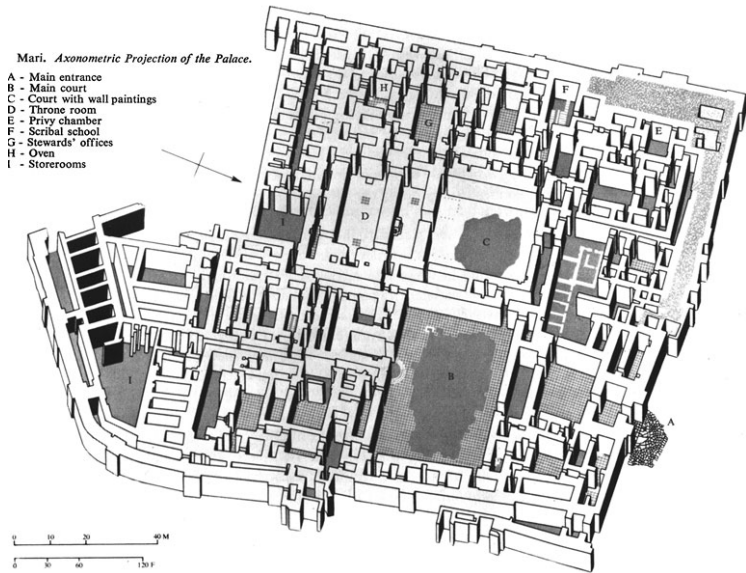 Mari. Axonometric Projection of the Palace.
A - Main entrance
B - Main court
C - Court with wall paintings
D - Throne room
E - Privy chamber
F - Scribal school
G - Stewards' offices
H - Oven
I - Storerooms
H
F
G
E
I
D
C
I
B
A
0 10 20 40 M
0 30 60 120 F